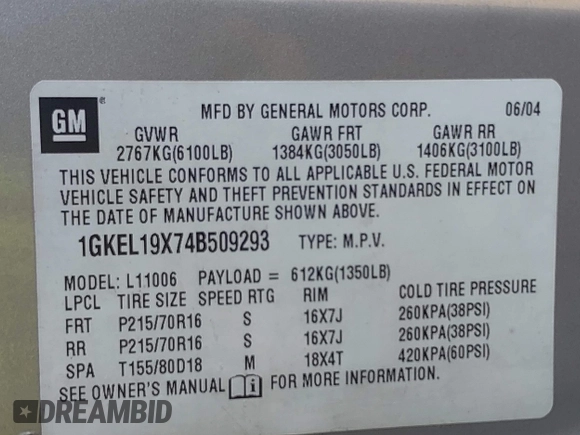 GM
MFD BY GENERAL MOTORS CORP. 06/04
GVWR GAWR FRT GAWR RR
2767KG(6100LB) 1384KG(3050LB) 1406KG(3100LB)
THIS VEHICLE CONFORMS TO ALL APPLICABLE U.S. FEDERAL MOTOR
VEHICLE SAFETY AND THEFT PREVENTION STANDARDS IN EFFECT ON
THE DATE OF MANUFACTURE SHOWN ABOVE.
1GKEL19X74B509293 TYPE: M.P.V.
MODEL: L11006 PAYLOAD = 612KG(1350LB)
LPCL TIRE SIZE SPEED RTG RIM COLD TIRE PRESSURE
FRT P215/70R16 S 16X7J 260KPA(38PSI)
RR P215/70R16 S 16X7J 260KPA(38PSI)
SPA T155/80D18 M 18X4T 420KPA(60PSI)
SEE OWNER'S MANUAL FOR MORE INFORMATION.
DREAMBID